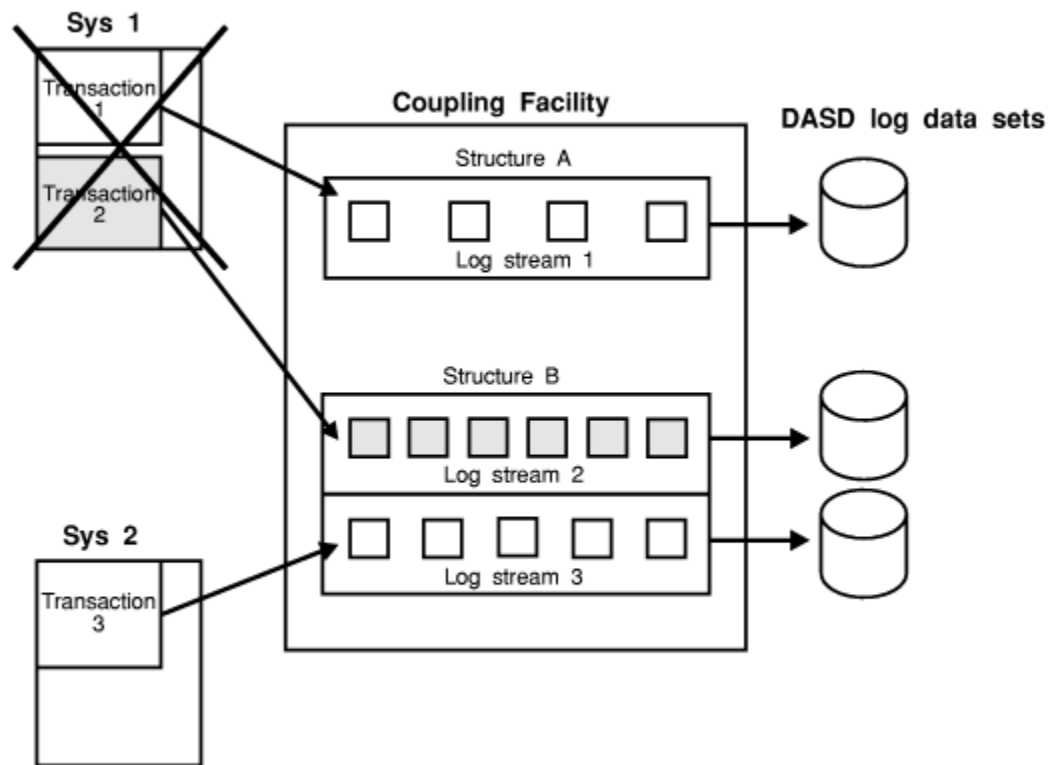 Sys 1
Transaction
1
Transaction
2
Coupling Facility
DASD log data sets
Structure A
Log stream 1
Structure B
Log stream 2
Log stream 3
Sys 2
Transaction
3